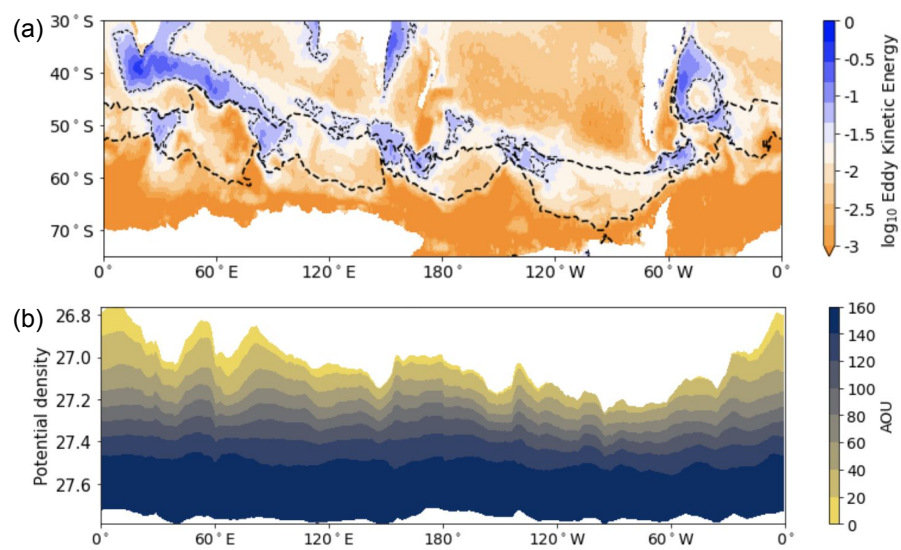 (a)
30°S
40°S
50°S
60°S
70°S
0°
60°E
120°E
180°
120°W
60°W
0°
0
-0.5
-1
-1.5
-2
-2.5
-3
log₁₀ Eddy Kinetic Energy
(b)
26.8
27.0
27.2
27.4
27.6
Potential density
0°
60°E
120°E
180°
120°W
60°W
0°
160
140
120
100
80
60
40
20
0
AOU